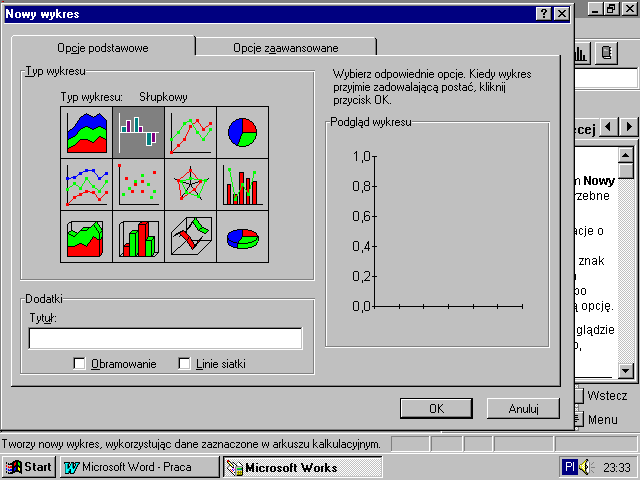 Nowy wykres
Opcje podstawowe
Opcje zaawansowane
Typ wykresu
Typ wykresu: Słupkowy
Wybierz odpowiednie opcje. Kiedy wykres
przyjmie zadowalającą postać, kliknij
przycisk OK.
Podgląd wykresu
1,0
0,8
0,6
0,4
0,2
0,0
Dodatki
Tytuł:
Obramowanie
Linie siatki
OK
Anuluj
ęcej
m Nowy
rzebne
acje o
znak
po
ą opcję.
glądzie
o,
Wstecz
Menu
Tworzy nowy wykres, wykorzystując dane zaznaczone w arkuszu kalkulacyjnym.
Start
Microsoft Word - Praca
Microsoft Works
Pl
23:33